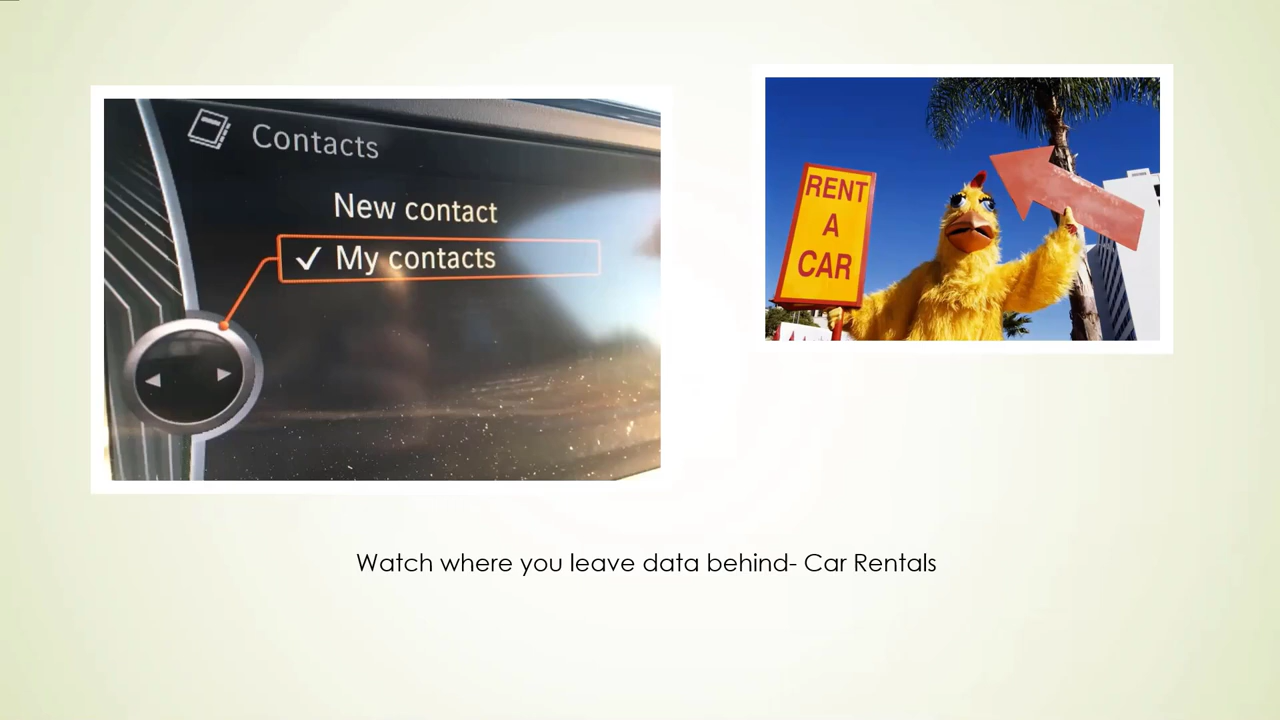 Contacts
New contact
✓ My contacts
RENT
A
CAR
Watch where you leave data behind- Car Rentals